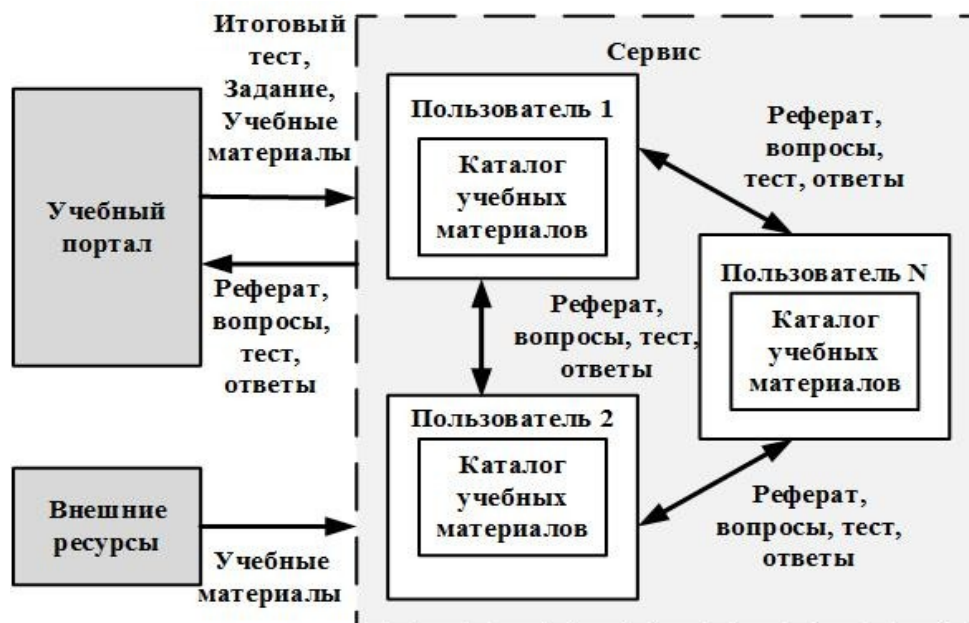 Итоговый
тест,
Задание,
Учебные
материалы
Учебный
портал
Реферат,
вопросы,
тест,
ответы
Внешние
ресурсы
Учебные
материалы
Сервис
Пользователь 1
Каталог
учебных
материалов
Реферат,
вопросы,
тест, ответы
Пользователь N
Каталог
учебных
материалов
Реферат,
вопросы, тест,
ответы
Пользователь 2
Каталог
учебных
материалов
Реферат,
вопросы, тест,
ответы